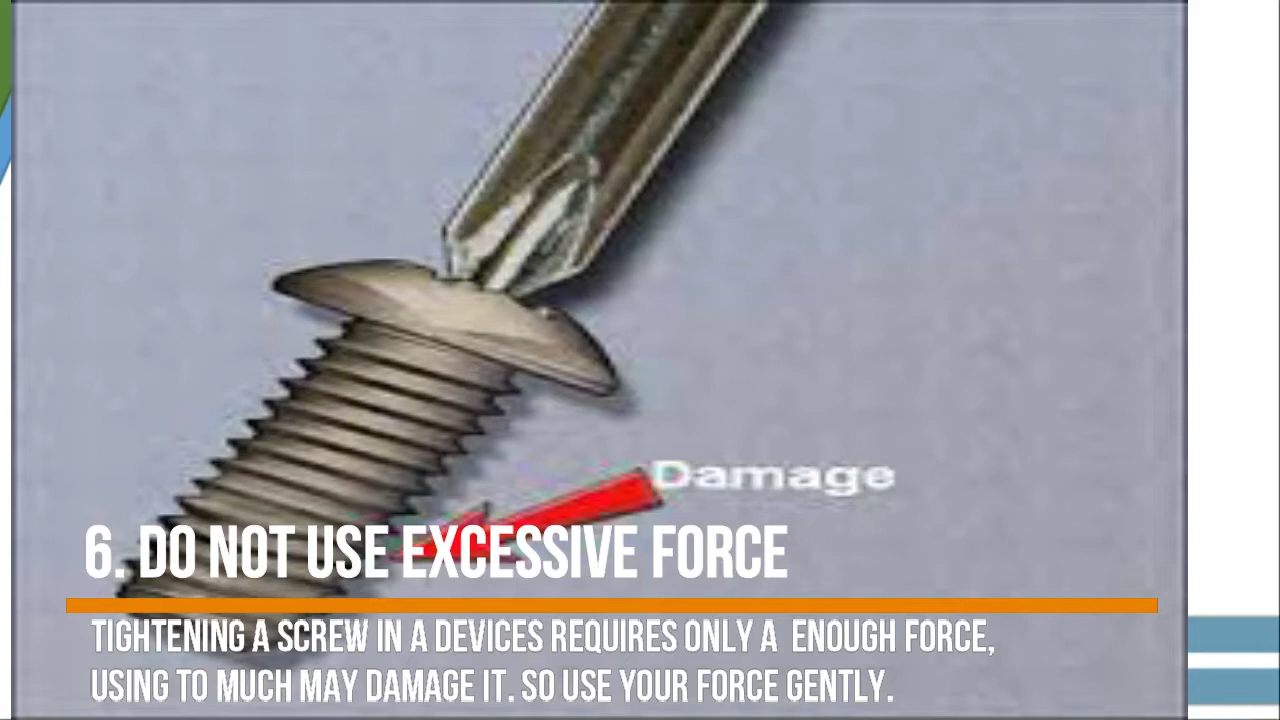 Damage
6. DO NOT USE EXCESSIVE FORCE
TIGHTENING A SCREW IN A DEVICES REQUIRES ONLY A ENOUGH FORCE,
USING TO MUCH MAY DAMAGE IT. SO USE YOUR FORCE GENTLY.